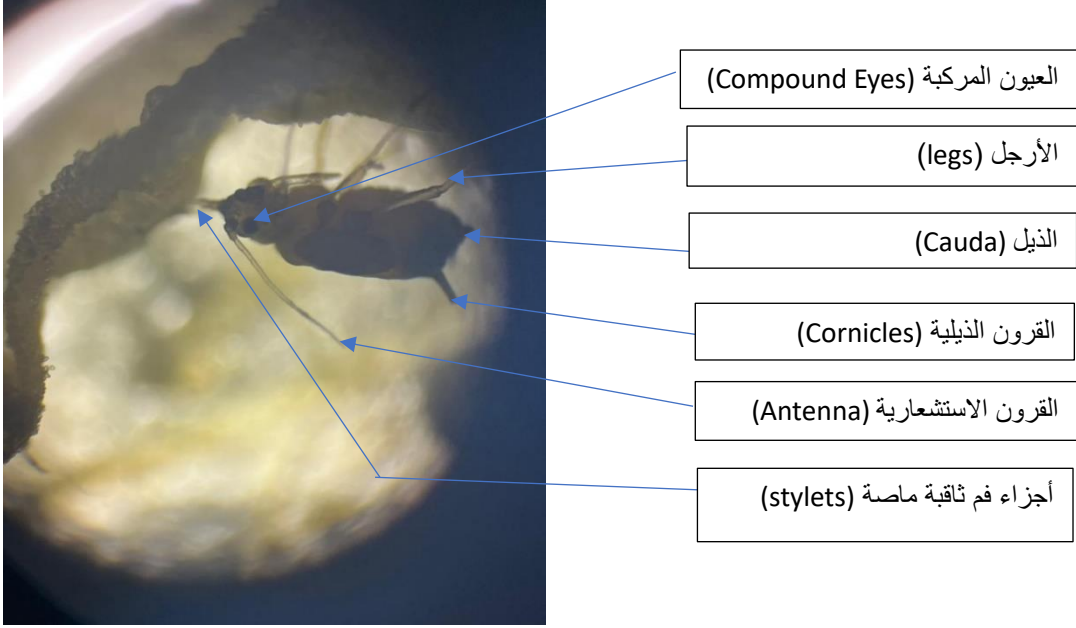 العيون المركبة (Compound Eyes)
الأرجل (legs)
الذيل (Cauda)
القرون الذيلية (Cornicles)
القرون الاستشعارية (Antenna)
أجزاء فم ثاقبة ماصة (stylets)